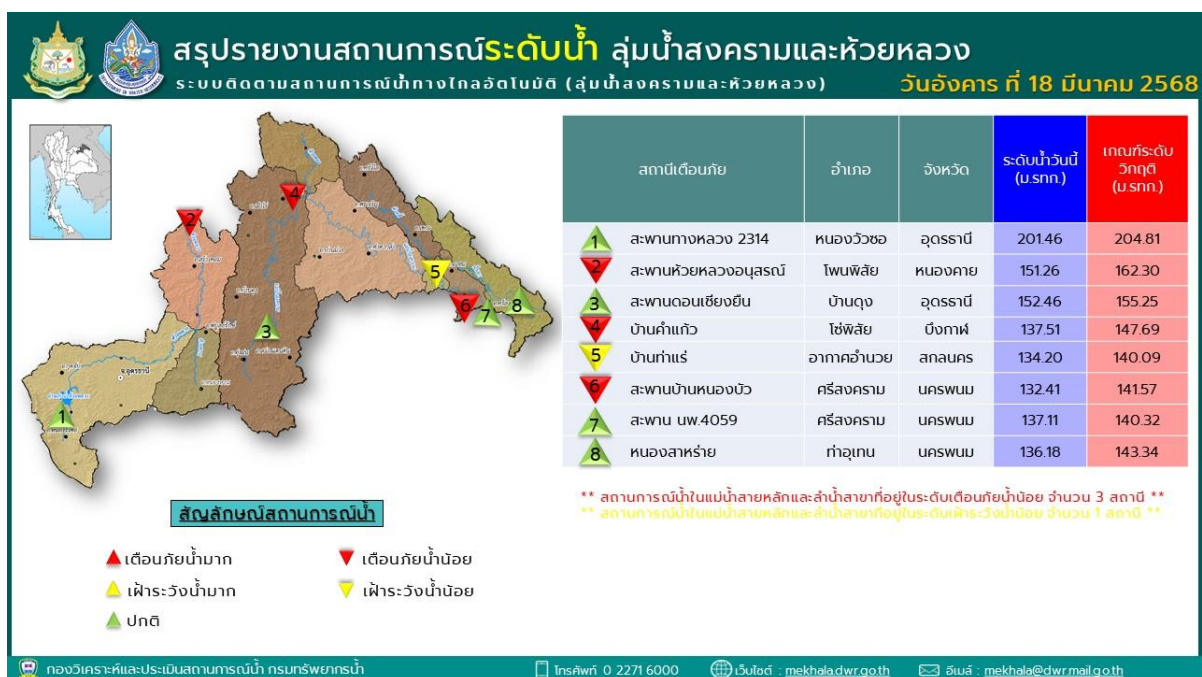 สรุปรายงานสถานการณ์ระดับน้ำ ลุ่มน้ำสงครามและห้วยหลวง
ระบบติดตามสถานการณ์น้ำทางไกลอัตโนมัติ (ลุ่มน้ำสงครามและห้วยหลวง)
วันอังคาร ที่ 18 มีนาคม 2568
สถานีเตือนภัย อำเภอ จังหวัด ระดับน้ำวันนี้ (ม.รทก.) เกณฑ์ระดับวิกฤติ (ม.รทก.)
1 สะพานทางหลวง 2314 หนองวัวซอ อุดรธานี 201.46 204.81
2 สะพานห้วยหลวงอนุสรณ์ โพนพิสัย หนองคาย 151.26 162.30
3 สะพานดอนเชียงยืน บ้านดุง อุดรธานี 152.46 155.25
4 บ้านคำแก้ว โซ่พิสัย บึงกาฬ 137.51 147.69
5 บ้านท่าแร่ อากาศอำนวย สกลนคร 134.20 140.09
6 สะพานบ้านหนองบัว ศรีสงคราม นครพนม 132.41 141.57
7 สะพาน นพ.4059 ศรีสงคราม นครพนม 137.11 140.32
8 หนองสาหร่าย ท่าอุเทน นครพนม 136.18 143.34
** สถานการณ์น้ำในแม่น้ำสายหลักและลำน้ำสาขาที่อยู่ในระดับเตือนภัยน้ำน้อย จำนวน 3 สถานี **
** สถานการณ์น้ำในแม่น้ำสายหลักและลำน้ำสาขาที่อยู่ในระดับเฝ้าระวังน้ำน้อย จำนวน 1 สถานี **
2
4
5
6
7
8
3
1
จ.อุดรธานี
สัญลักษณ์สถานการณ์น้ำ
เตือนภัยน้ำมาก
เตือนภัยน้ำน้อย
เฝ้าระวังน้ำมาก
เฝ้าระวังน้ำน้อย
ปกติ
กองวิเคราะห์และประเมินสถานการณ์น้ำ กรมทรัพยากรน้ำ
โทรศัพท์ 0 2271 6000
เว็บไซต์ : mekhala.dwr.go.th
อีเมล์ : mekhala@dwr.mail.go.th